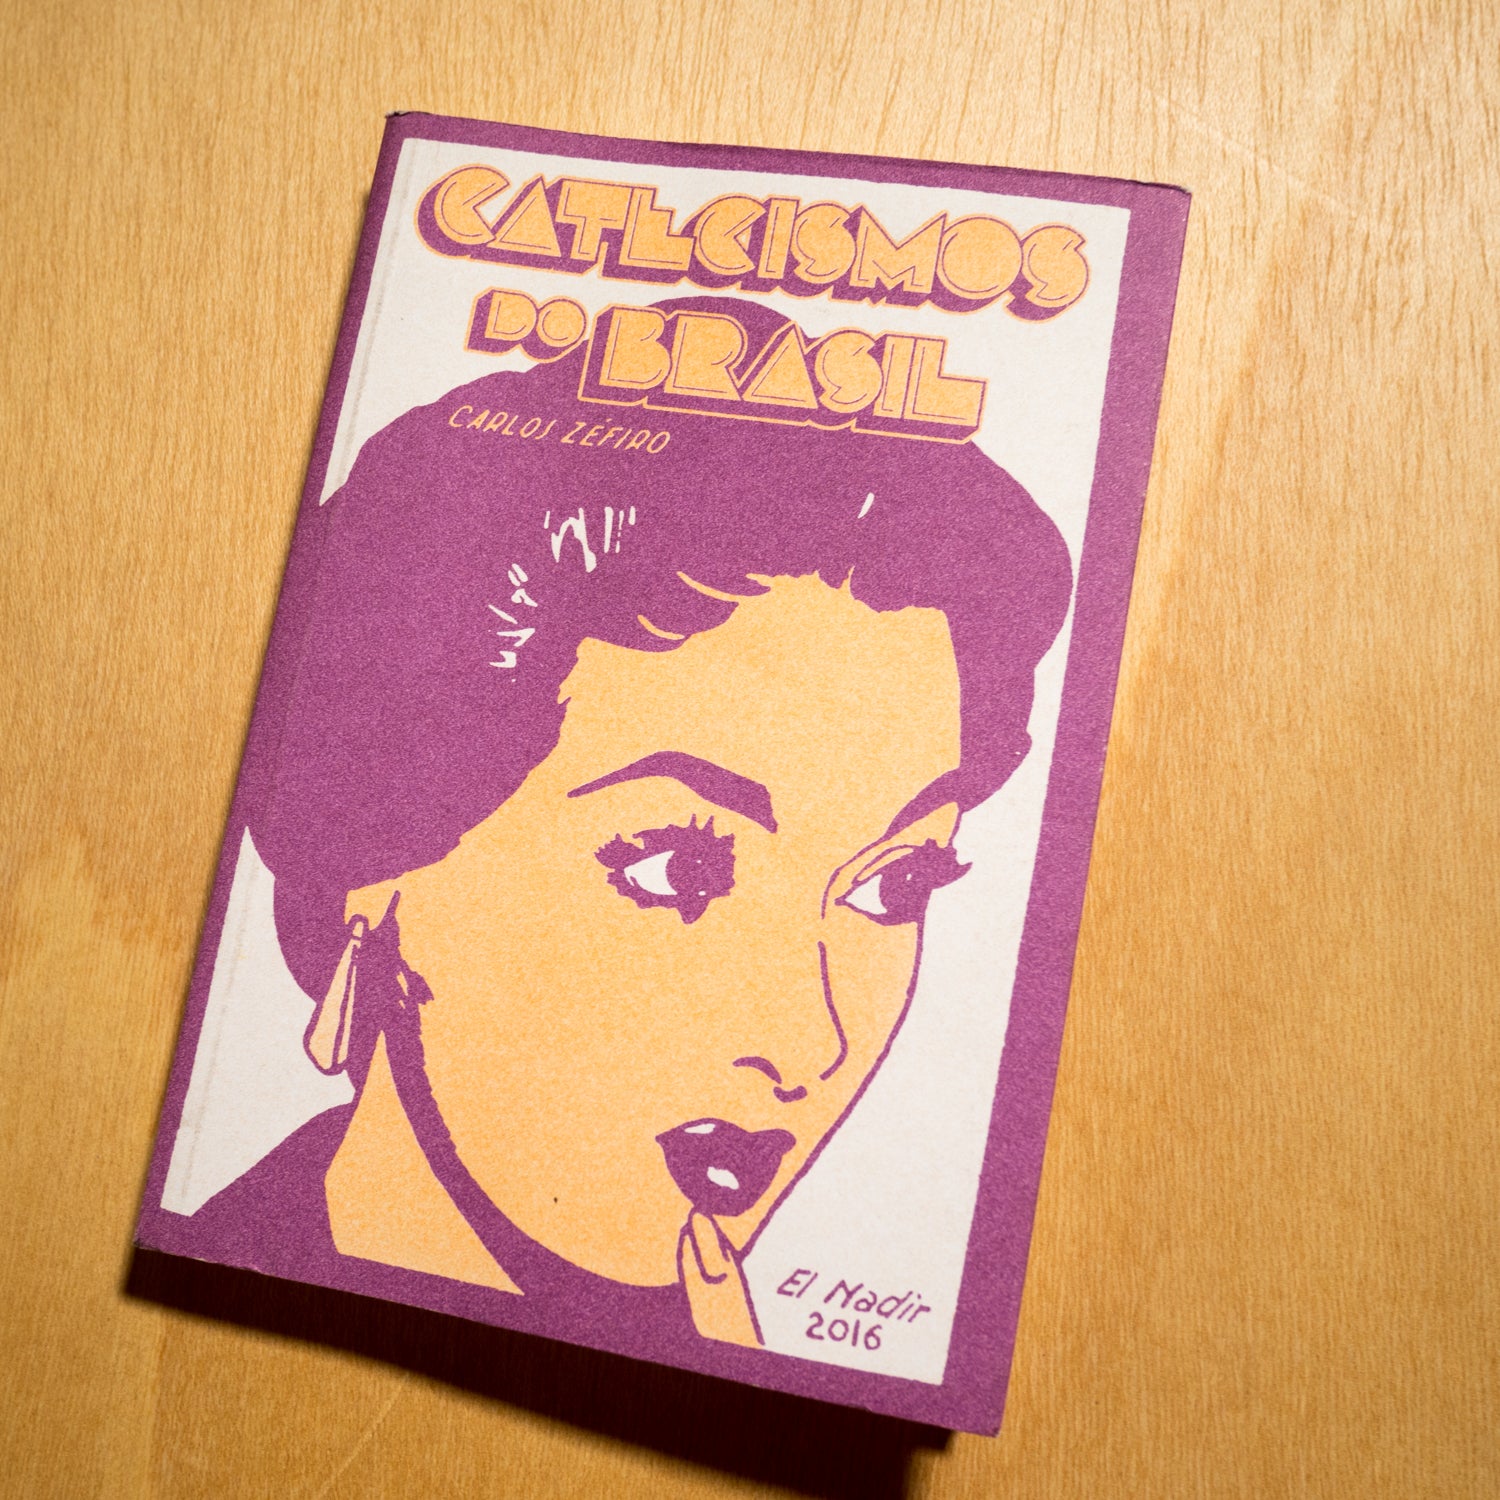 CATECISMOS
DO BRASIL
CARLOS ZÉFIRO
El Nadir
2016